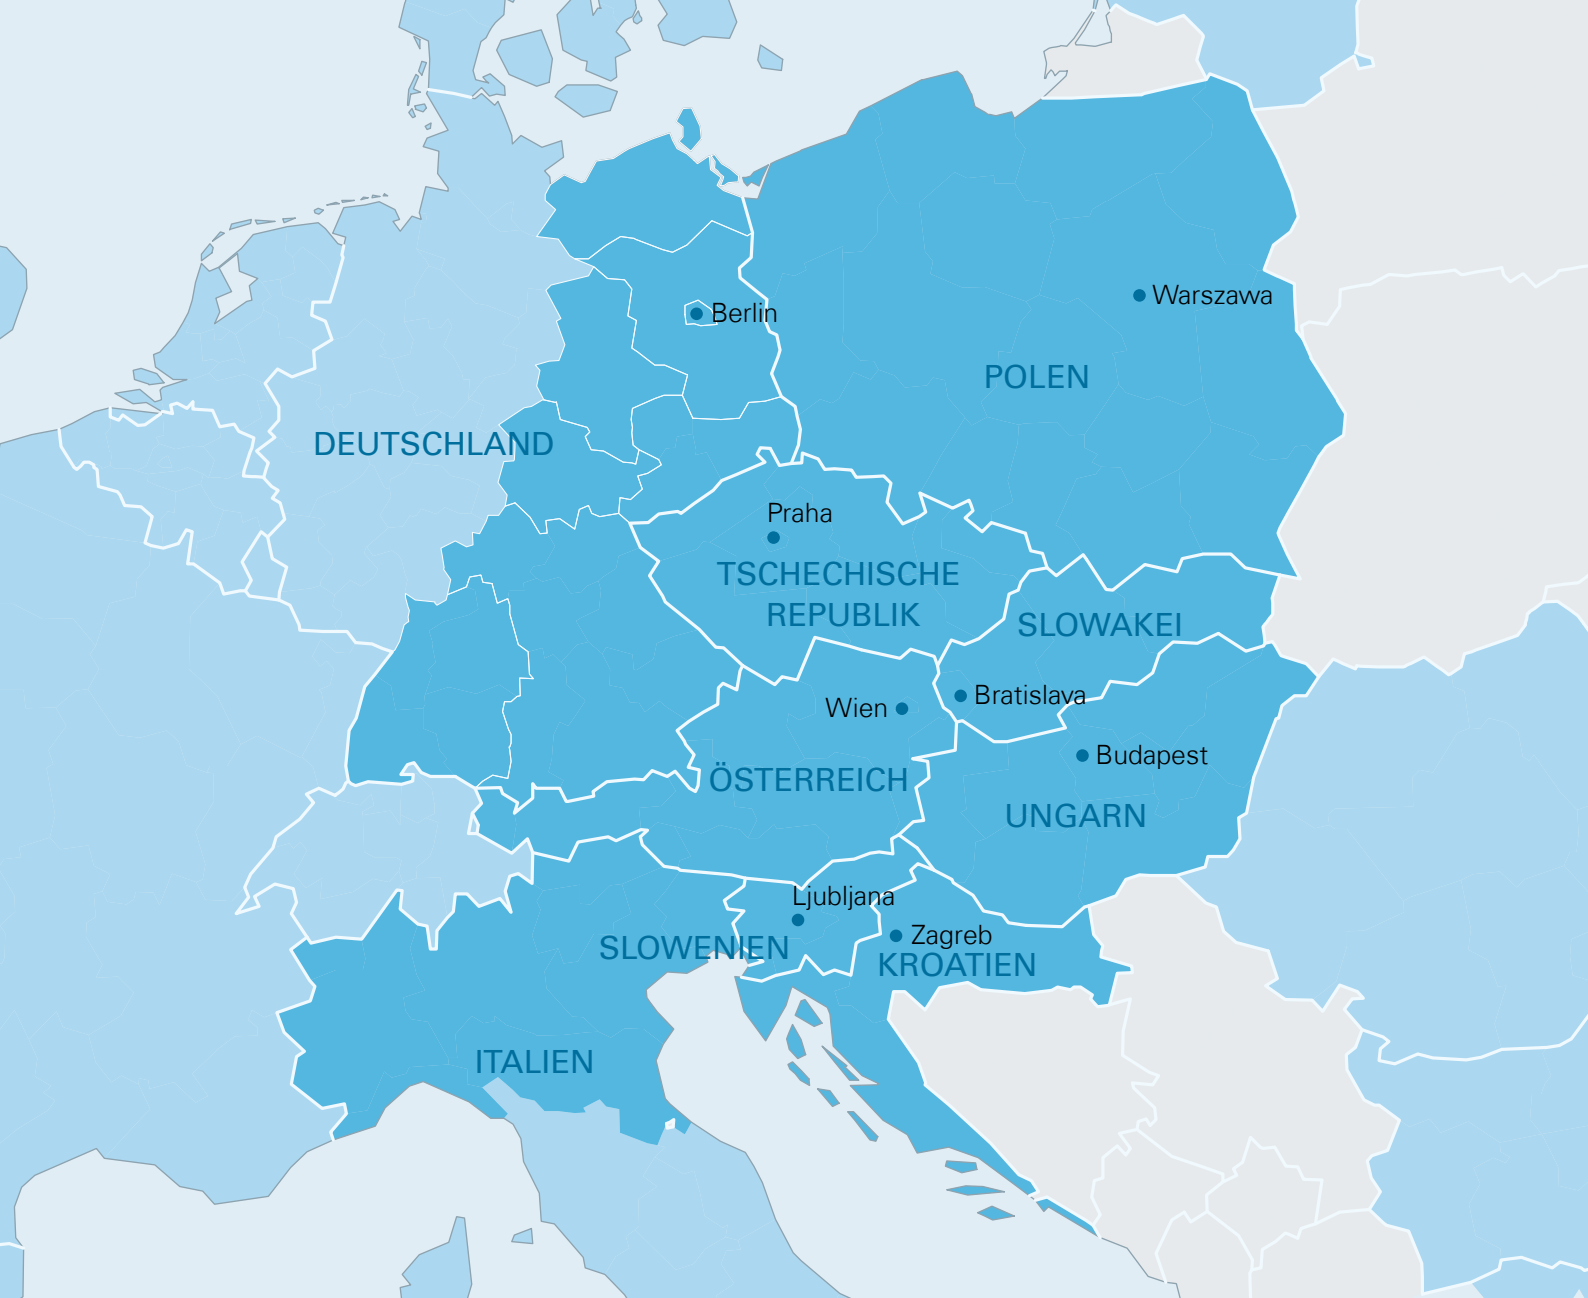 Warszawa
Berlin
POLEN
DEUTSCHLAND
Praha
TSCHECHISCHE
REPUBLIK
SLOWAKEI
Bratislava
Wien
Budapest
ÖSTERREICH
UNGARN
Ljubljana
Zagreb
SLOWENIEN
KROATIEN
ITALIEN